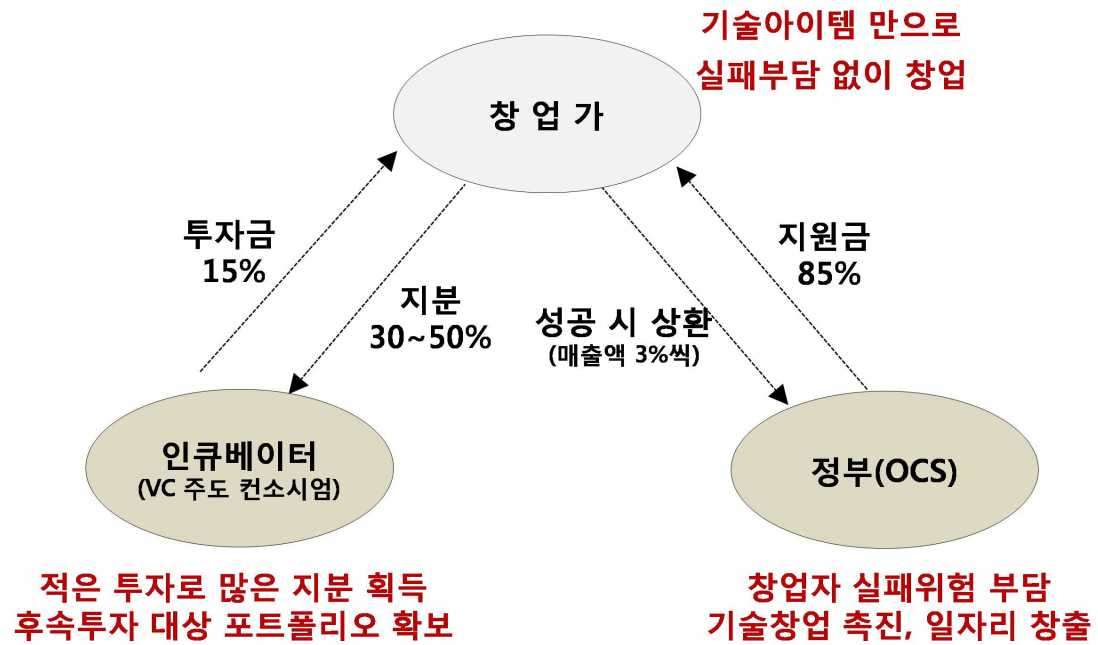 기술아이템 만으로
실패부담 없이 창업
창 업 가
투자금
15%
지분
30~50%
성공 시 상환
(매출액 3%씩)
지원금
85%
인큐베이터
(VC 주도 컨소시엄)
정부(OCS)
적은 투자로 많은 지분 획득
후속투자 대상 포트폴리오 확보
창업자 실패위험 부담
기술창업 촉진, 일자리 창출